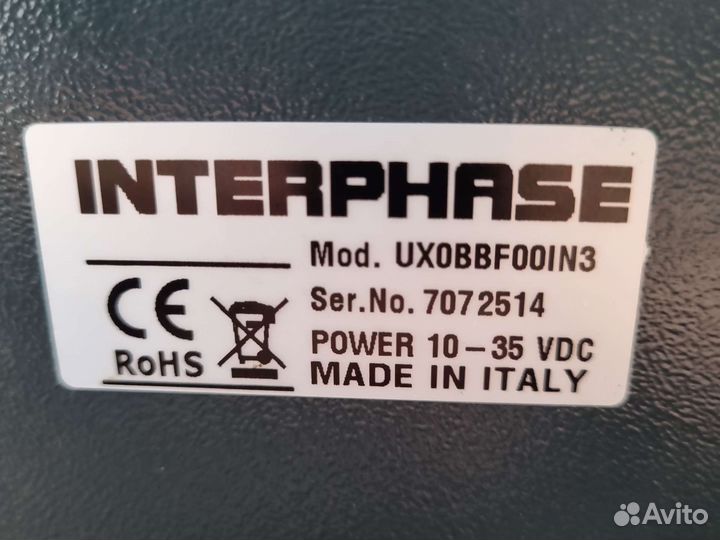 INTERPHASE
Mod. UX0BBF00IN3
Ser.No. 7072514
POWER 10-35 VDC
MADE IN ITALY
CE
RoHS
Avito